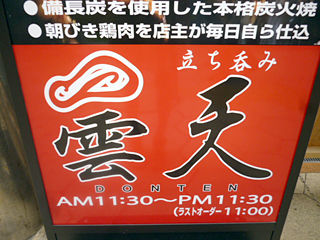 ●備長炭を使用した本格炭火焼
●朝びき鶏肉を店主が毎日自ら仕込
立ち呑み
雲天
DONTEN
AM11:30〜PM11:30
(ラストオーダー11:00)